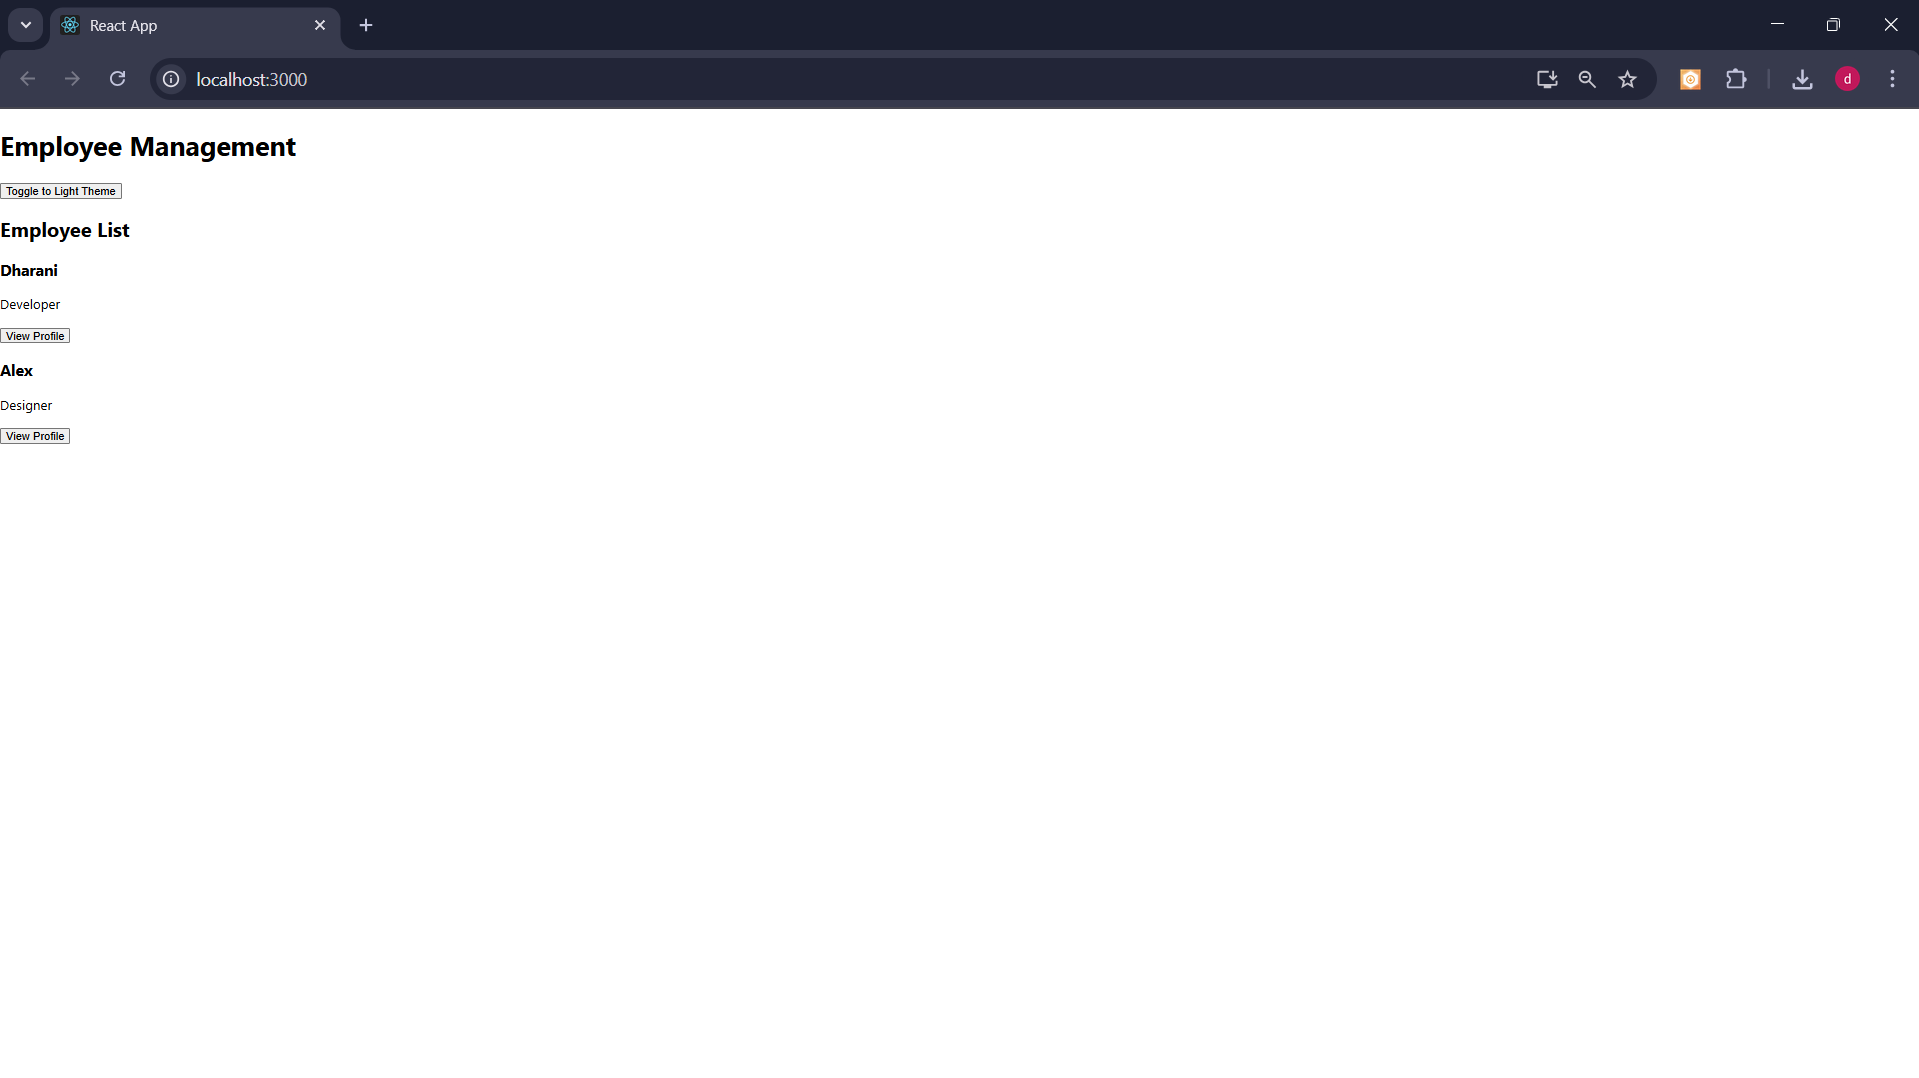 React App
localhost:3000
d
Employee Management
Toggle to Light Theme
Employee List
Dharani
Developer
View Profile
Alex
Designer
View Profile